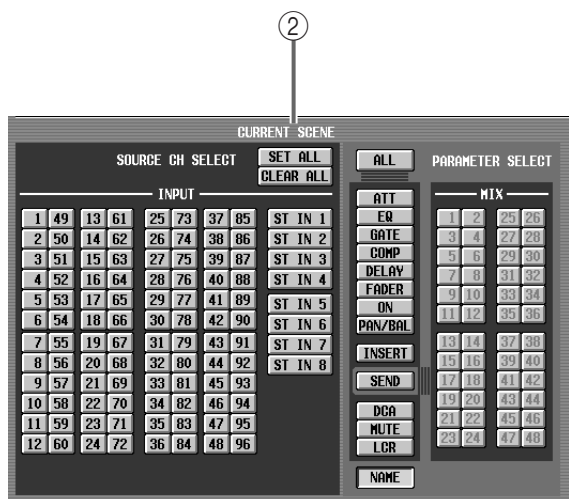 2
CURRENT SCENE
SOURCE CH SELECT SET ALL
CLEAR ALL
INPUT
1 49 13 61 25 73 37 85 ST IN 1
2 50 14 62 26 74 38 86 ST IN 2
3 51 15 63 27 75 39 87 ST IN 3
4 52 16 64 28 76 40 88 ST IN 4
5 53 17 65 29 77 41 89 ST IN 5
6 54 18 66 30 78 42 90 ST IN 6
7 55 19 67 31 79 43 91 ST IN 7
8 56 20 68 32 80 44 92 ST IN 8
9 57 21 69 33 81 45 93
10 58 22 70 34 82 46 94
11 59 23 71 35 83 47 95
12 60 24 72 36 84 48 96
ALL
PARAMETER SELECT
ATT
EQ
GATE
COMP
DELAY
FADER
ON
PAN/BAL
INSERT
SEND
DCA
MUTE
LCR
NAME
MIX
1 2 25 26
3 4 27 28
5 6 29 30
7 8 31 32
9 10 33 34
11 12 35 36
13 14 37 38
15 16 39 40
17 18 41 42
19 20 43 44
21 22 45 46
23 24 47 48